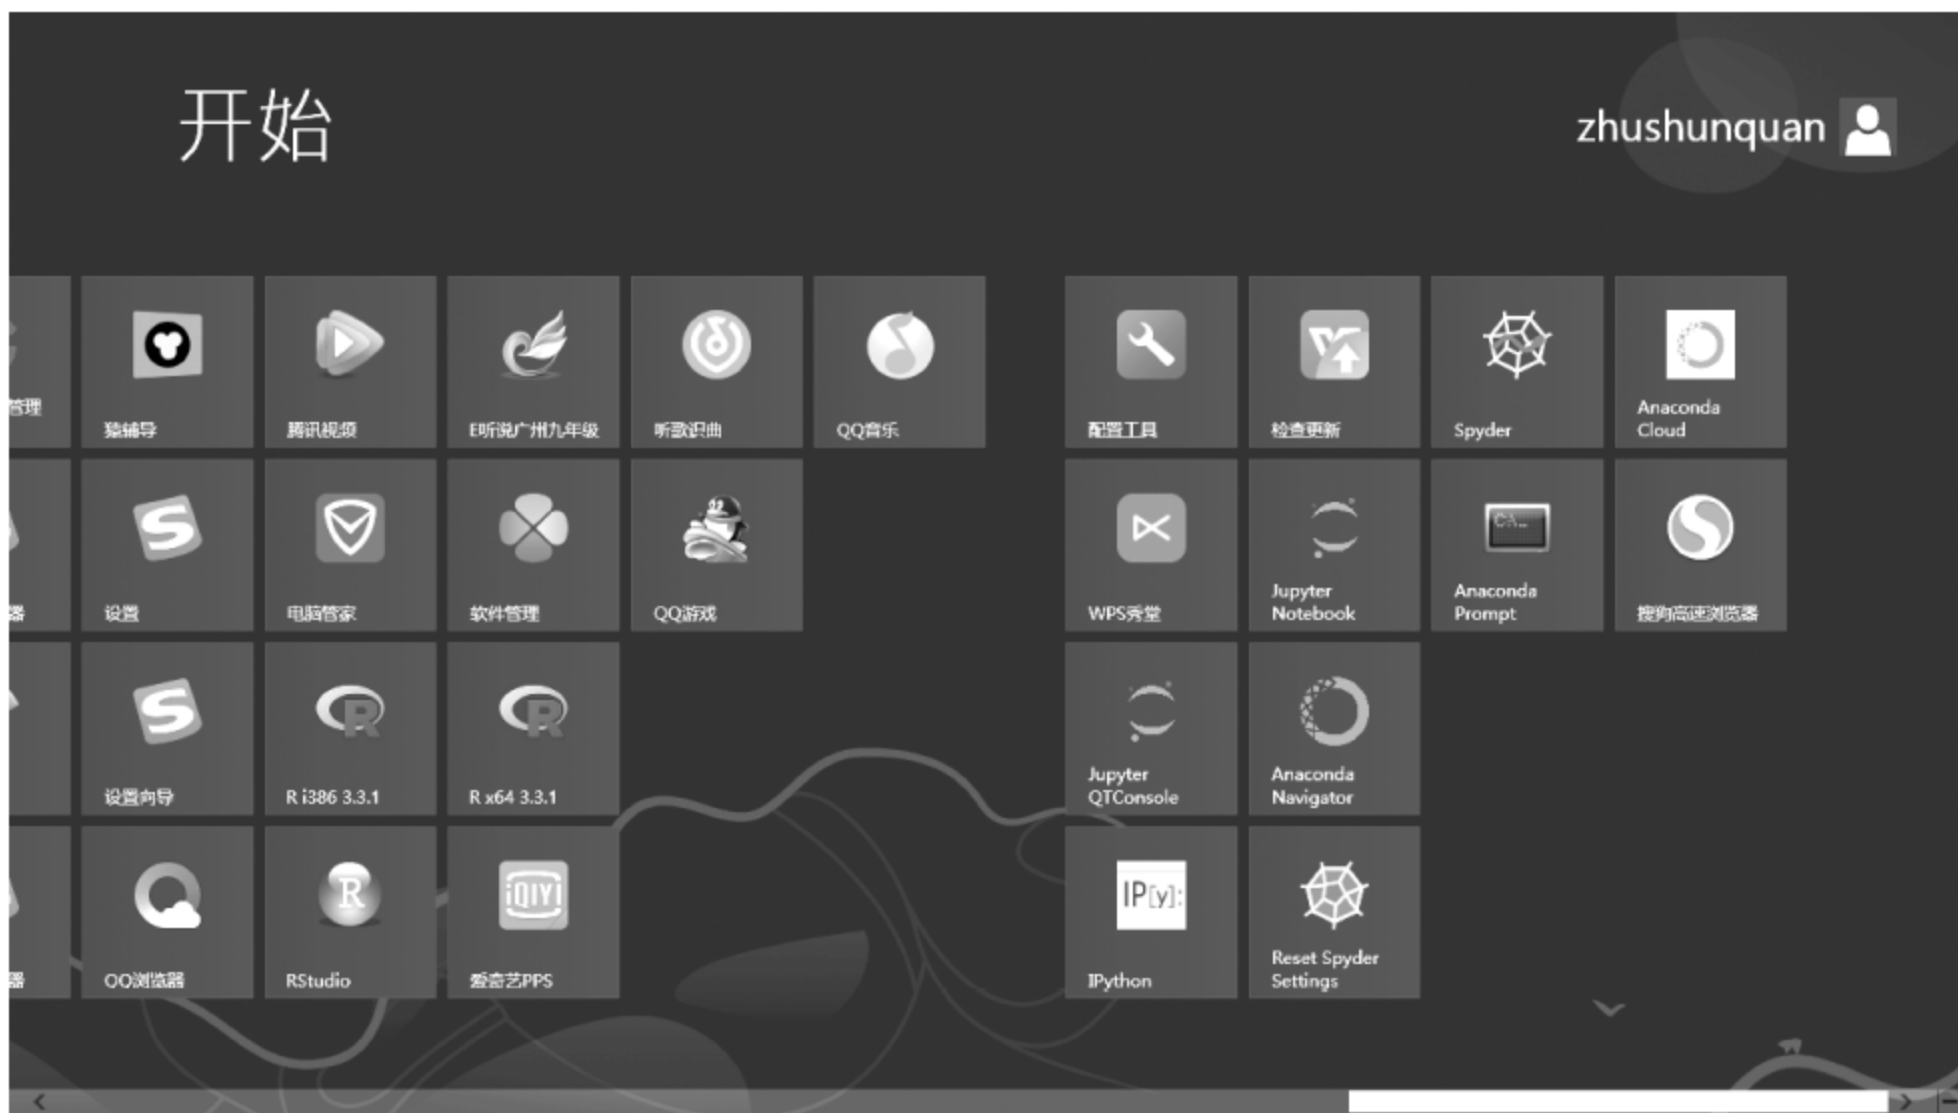 开始
zhushunquan
管理
猿辅导
腾讯视频
E听说广州九年级
听歌识曲
QQ音乐
配置工具
检查更新
Spyder
Anaconda
Cloud
器
设置
电脑管家
软件管理
QQ游戏
WPS秀堂
Jupyter
Notebook
C:\..
Anaconda
Prompt
搜狗高速浏览器
设置向导
R i386 3.3.1
R x64 3.3.1
Jupyter
QTConsole
Anaconda
Navigator
器
QQ浏览器
R
RStudio
iQIYI
爱奇艺PPS
IP[y]:
IPython
Reset Spyder
Settings